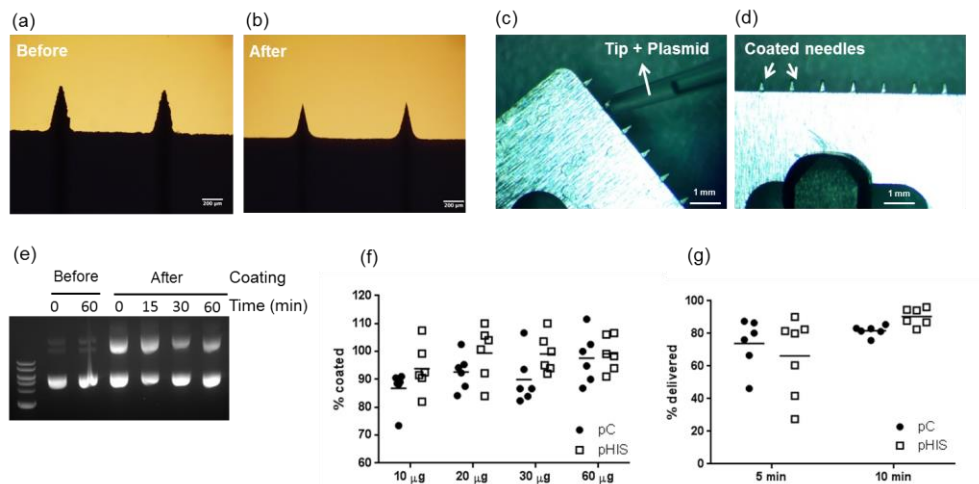 (a)
Before
200 µm
(b)
After
200 µm
(c)
Tip + Plasmid
1 mm
(d)
Coated needles
1 mm
(e)
Before After Coating
0 60 0 15 30 60 Time (min)
(f)
% coated
120
110
100
90
80
70
60
10 µg 20 µg 30 µg 60 µg
pC
pHIS
(g)
% delivered
100
80
60
40
20
0
5 min 10 min
pC
pHIS